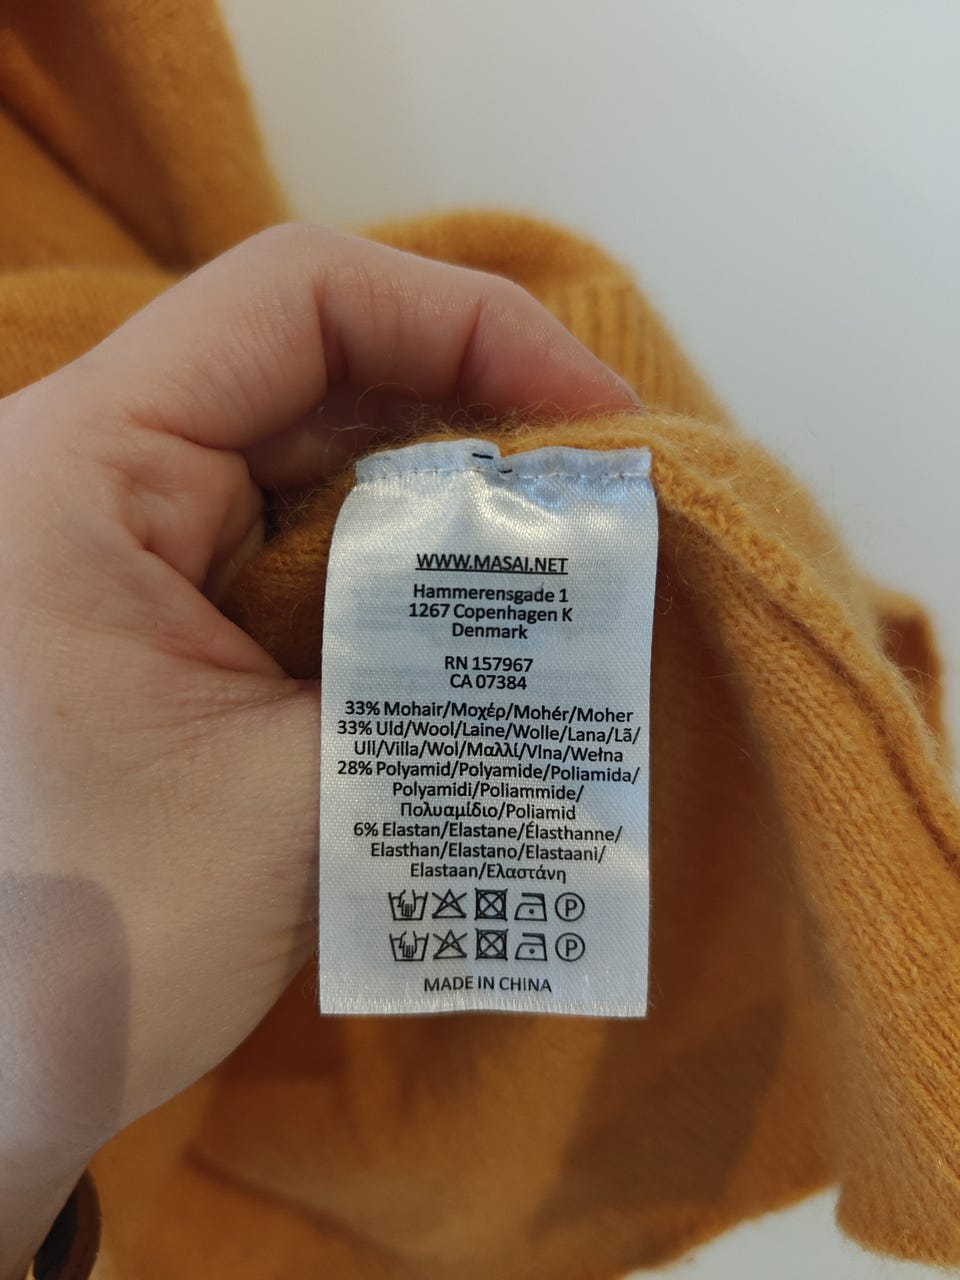 WWW.MASAI.NET
Hammerensgade 1
1267 Copenhagen K
Denmark
RN 157967
CA 07384
33% Mohair/Μοχέρ/Mohér/Moher
33% Uld/Wool/Laine/Wolle/Lana/Lã/
Ull/Villa/Wol/Μαλλί/Vlna/Wełna
28% Polyamid/Polyamide/Poliamida/
Polyamidi/Poliammide/
Πολυαμίδιο/Poliamid
6% Elastan/Elastane/Élasthanne/
Elasthan/Elastano/Elastaani/
Elastaan/Ελαστάνη
P
P
MADE IN CHINA